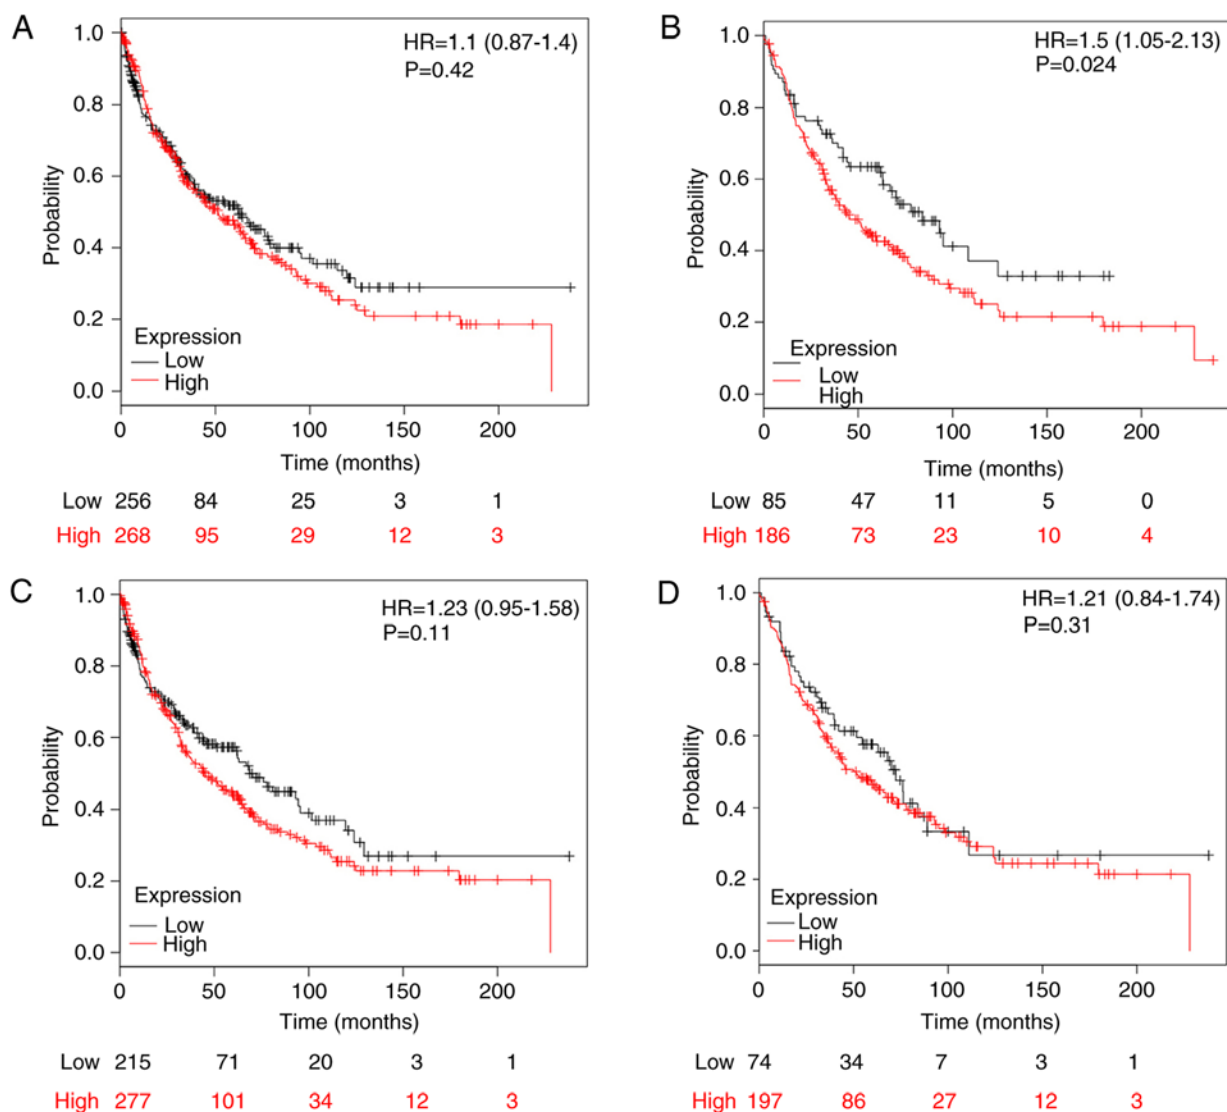 A
HR=1.1 (0.87-1.4)
P=0.42
Probability
1.0
0.8
0.6
0.4
0.2
0.0
Expression
Low
High
0 50 100 150 200
Time (months)
Low 256 84 25 3 1
High 268 95 29 12 3
B
HR=1.5 (1.05-2.13)
P=0.024
Probability
1.0
0.8
0.6
0.4
0.2
0.0
Expression
Low
High
0 50 100 150 200
Time (months)
Low 85 47 11 5 0
High 186 73 23 10 4
C
HR=1.23 (0.95-1.58)
P=0.11
Probability
1.0
0.8
0.6
0.4
0.2
0.0
Expression
Low
High
0 50 100 150 200
Time (months)
Low 215 71 20 3 1
High 277 101 34 12 3
D
HR=1.21 (0.84-1.74)
P=0.31
Probability
1.0
0.8
0.6
0.4
0.2
0.0
Expression
Low
High
0 50 100 150 200
Time (months)
Low 74 34 7 3 1
High 197 86 27 12 3